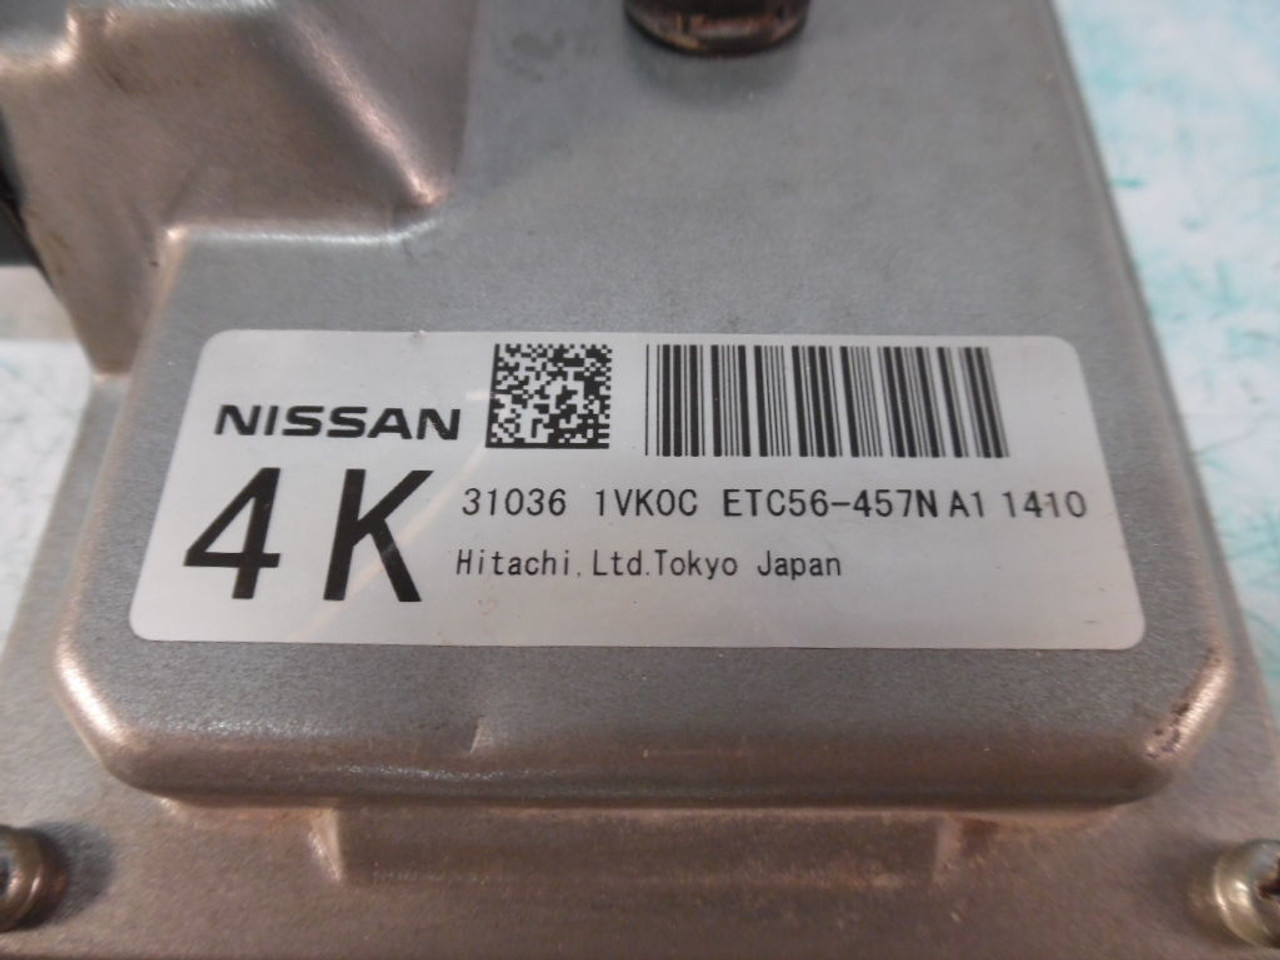 NISSAN
4K 31036 1VK0C ETC56-457N A1 1410
Hitachi, Ltd. Tokyo Japan